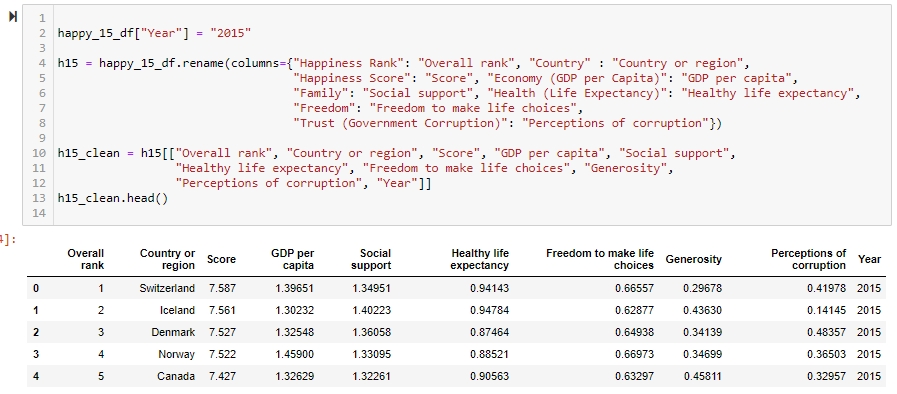 1
2 happy_15_df["Year"] = "2015"
3
4 h15 = happy_15_df.rename(columns={"Happiness Rank": "Overall rank", "Country" : "Country or region",
5 "Happiness Score": "Score", "Economy (GDP per Capita)": "GDP per capita",
6 "Family": "Social support", "Health (Life Expectancy)": "Healthy life expectancy",
7 "Freedom": "Freedom to make life choices",
8 "Trust (Government Corruption)": "Perceptions of corruption"})
9
10 h15_clean = h15[["Overall rank", "Country or region", "Score", "GDP per capita", "Social support",
11 "Healthy life expectancy", "Freedom to make life choices", "Generosity",
12 "Perceptions of corruption", "Year"]]
13 h15_clean.head()
14
4]:
Overall Country or GDP per Social Healthy life Freedom to make life Perceptions of
rank region Score capita support expectancy choices Generosity corruption Year
0 1 Switzerland 7.587 1.39651 1.34951 0.94143 0.66557 0.29678 0.41978 2015
1 2 Iceland 7.561 1.30232 1.40223 0.94784 0.62877 0.43630 0.14145 2015
2 3 Denmark 7.527 1.32548 1.36058 0.87464 0.64938 0.34139 0.48357 2015
3 4 Norway 7.522 1.45900 1.33095 0.88521 0.66973 0.34699 0.36503 2015
4 5 Canada 7.427 1.32629 1.32261 0.90563 0.63297 0.45811 0.32957 2015